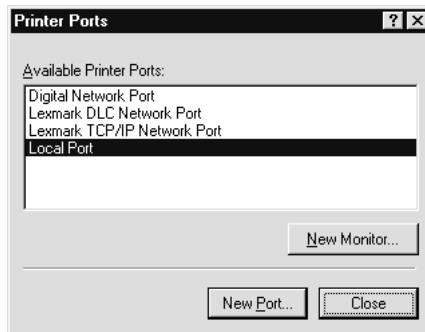 Printer Ports
Available Printer Ports:
Digital Network Port
Lexmark DLC Network Port
Lexmark TCP/IP Network Port
Local Port
New Monitor...
New Port...
Close